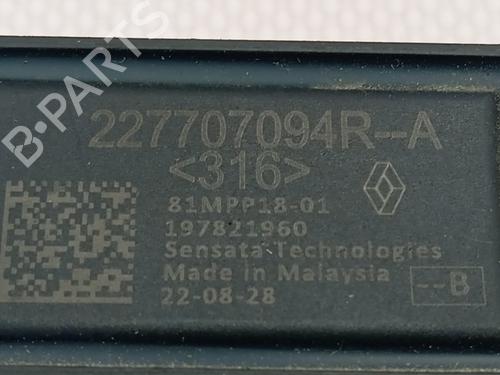 B-PARTS
227707094R--A
<316>
81MPP18-01
197821960
Sensata Technologies
Made in Malaysia
22-08-28
--B